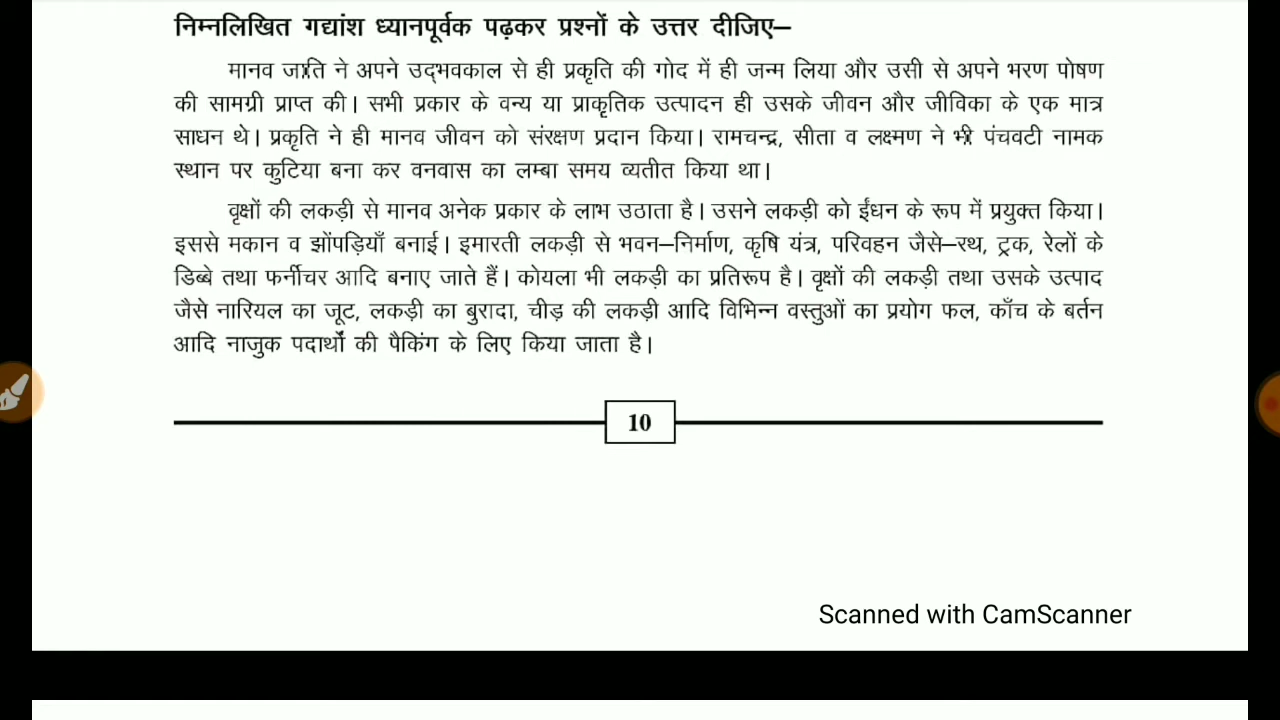 निम्नलिखित गद्यांश ध्यानपूर्वक पढ़कर प्रश्नों के उत्तर दीजिए–
मानव जाति ने अपने उद्‌भवकाल से ही प्रकृति की गोद में ही जन्म लिया और उसी से अपने भरण पोषण
की सामग्री प्राप्त की। सभी प्रकार के वन्य या प्राकृतिक उत्पादन ही उसके जीवन और जीविका के एक मात्र
साधन थे। प्रकृति ने ही मानव जीवन को संरक्षण प्रदान किया। रामचन्द्र, सीता व लक्ष्मण ने भी पंचवटी नामक
स्थान पर कुटिया बना कर वनवास का लम्बा समय व्यतीत किया था।
वृक्षों की लकड़ी से मानव अनेक प्रकार के लाभ उठाता है। उसने लकड़ी को ईंधन के रूप में प्रयुक्त किया।
इससे मकान व झोंपड़ियाँ बनाई। इमारती लकड़ी से भवन–निर्माण, कृषि यंत्र, परिवहन जैसे–रथ, ट्रक, रेलों के
डिब्बे तथा फर्नीचर आदि बनाए जाते हैं। कोयला भी लकड़ी का प्रतिरूप है। वृक्षों की लकड़ी तथा उसके उत्पाद
जैसे नारियल का जूट, लकड़ी का बुरादा, चीड़ की लकड़ी आदि विभिन्न वस्तुओं का प्रयोग फल, काँच के बर्तन
आदि नाजुक पदार्थों की पैकिंग के लिए किया जाता है।
10
Scanned with CamScanner